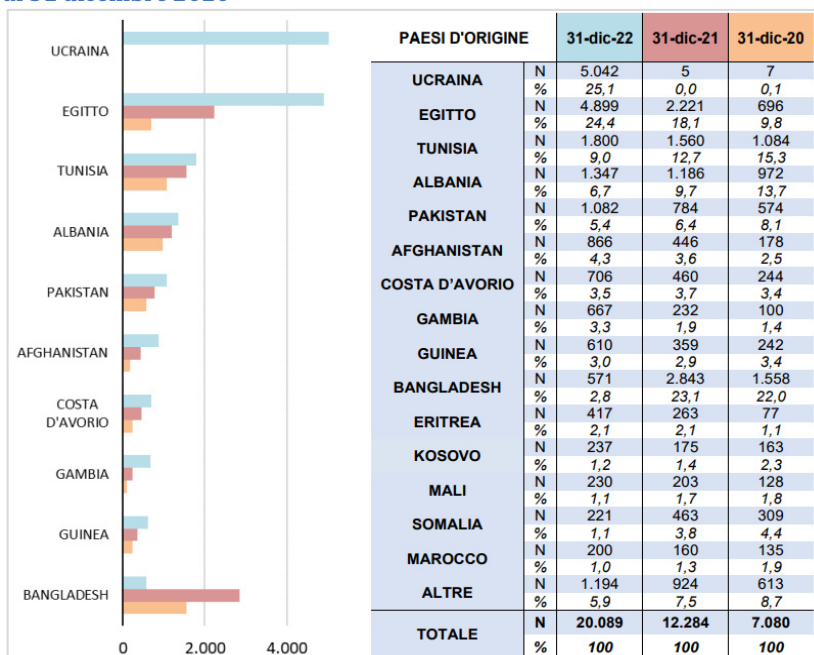 UCRAINA
EGITTO
TUNISIA
ALBANIA
PAKISTAN
AFGHANISTAN
COSTA
D'AVORIO
GAMBIA
GUINEA
BANGLADESH
0 2.000 4.000
PAESI D'ORIGINE 31-dic-22 31-dic-21 31-dic-20
UCRAINA N 5.042 5 7
% 25,1 0,0 0,1
EGITTO N 4.899 2.221 696
% 24,4 18,1 9,8
TUNISIA N 1.800 1.560 1.084
% 9,0 12,7 15,3
ALBANIA N 1.347 1.186 972
% 6,7 9,7 13,7
PAKISTAN N 1.082 784 574
% 5,4 6,4 8,1
AFGHANISTAN N 866 446 178
% 4,3 3,6 2,5
COSTA D’AVORIO N 706 460 244
% 3,5 3,7 3,4
GAMBIA N 667 232 100
% 3,3 1,9 1,4
GUINEA N 610 359 242
% 3,0 2,9 3,4
BANGLADESH N 571 2.843 1.558
% 2,8 23,1 22,0
ERITREA N 417 263 77
% 2,1 2,1 1,1
KOSOVO N 237 175 163
% 1,2 1,4 2,3
MALI N 230 203 128
% 1,1 1,7 1,8
SOMALIA N 221 463 309
% 1,1 3,8 4,4
MAROCCO N 200 160 135
% 1,0 1,3 1,9
ALTRE N 1.194 924 613
% 5,9 7,5 8,7
TOTALE N 20.089 12.284 7.080
% 100 100 100